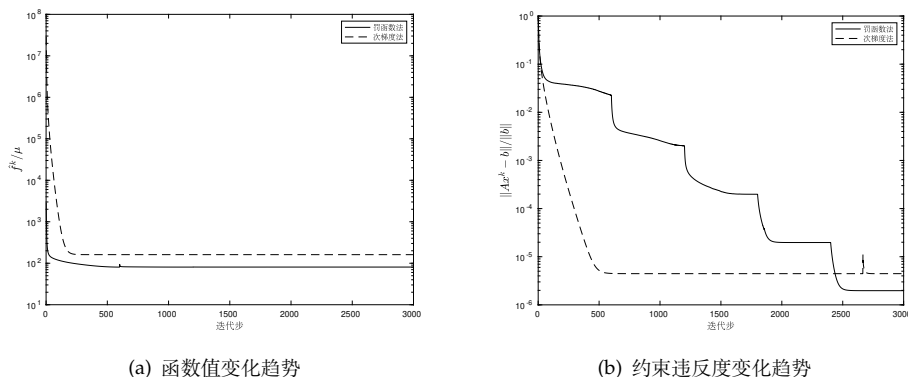 10^8
10^7
10^6
10^5
10^4
10^3
10^2
10^1
f̂^k/μ
0 500 1000 1500 2000 2500 3000
迭代步
罚函数法
次梯度法
(a) 函数值变化趋势
10^0
10^-1
10^-2
10^-3
10^-4
10^-5
10^-6
||Ax^k − b||/||b||
0 500 1000 1500 2000 2500 3000
迭代步
罚函数法
次梯度法
(b) 约束违反度变化趋势